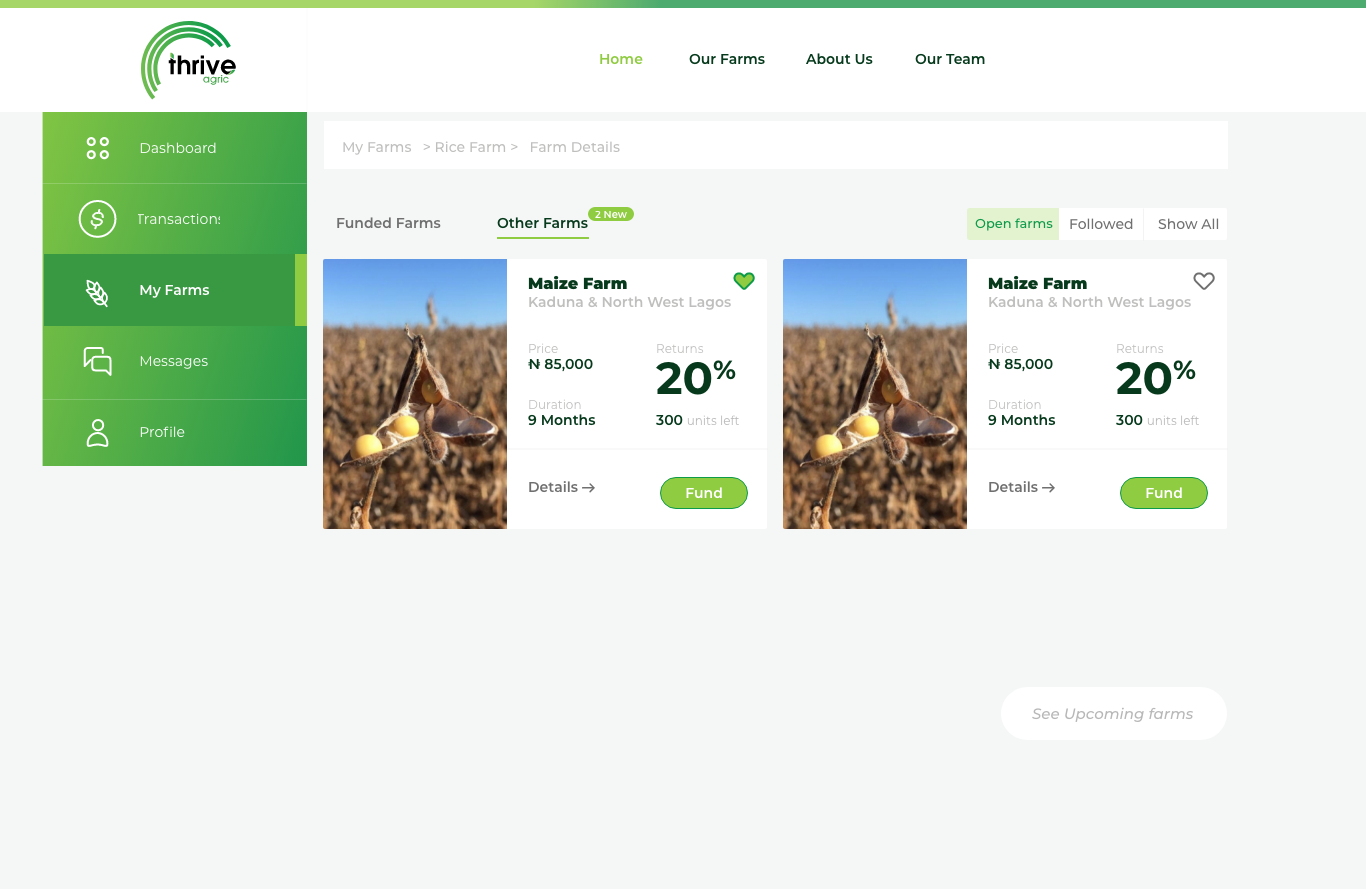 thrive
agric
Home Our Farms About Us Our Team
Dashboard
Transactions
My Farms
Messages
Profile
My Farms > Rice Farm > Farm Details
Funded Farms Other Farms 2 New
Open farms Followed Show All
Maize Farm
Kaduna & North West Lagos
Price
₦ 85,000
Returns
20%
Duration
9 Months
300 units left
Details →
Fund
Maize Farm
Kaduna & North West Lagos
Price
₦ 85,000
Returns
20%
Duration
9 Months
300 units left
Details →
Fund
See Upcoming farms